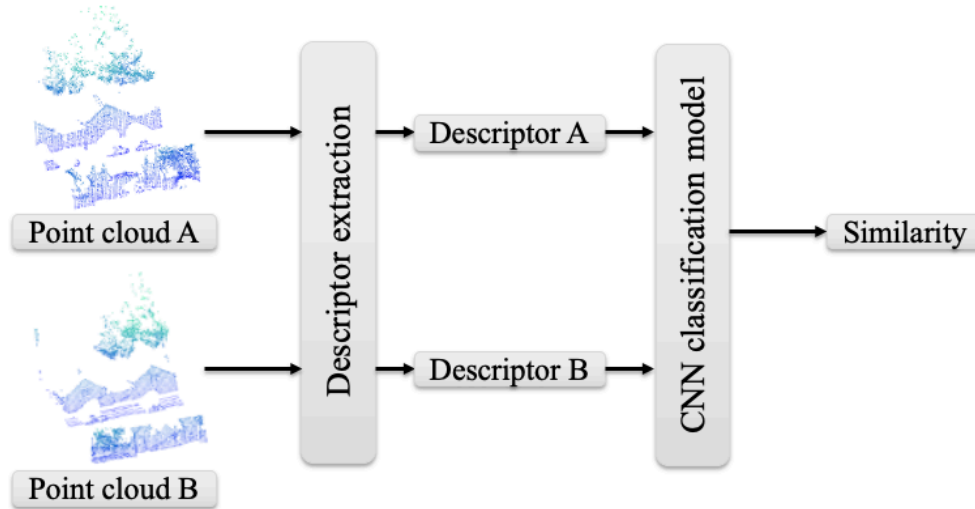 Point cloud A
Descriptor extraction
Descriptor A
CNN classification model
Similarity
Descriptor B
Point cloud B